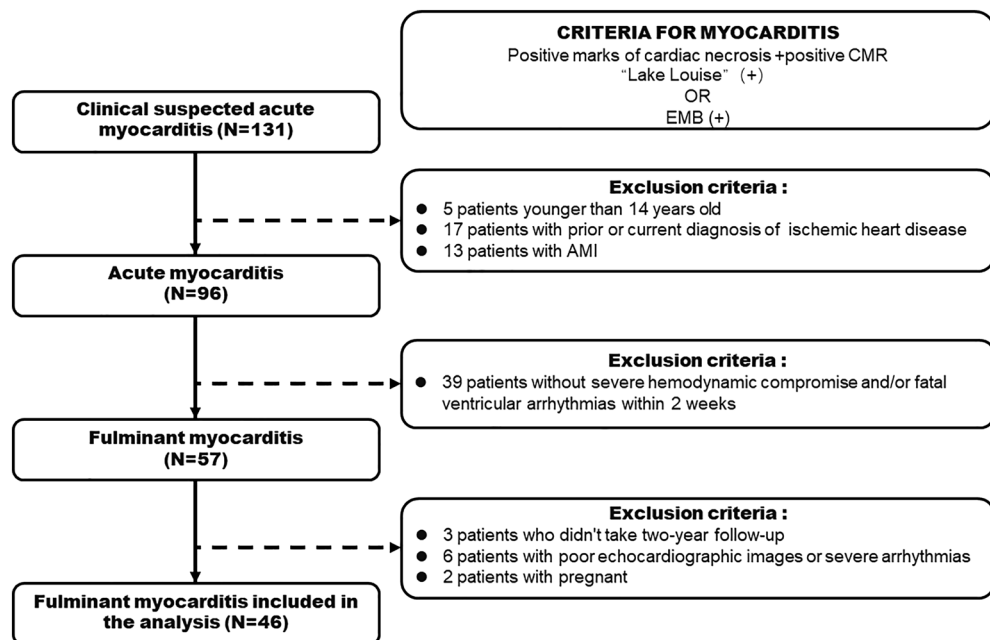 CRITERIA FOR MYOCARDITIS
Positive marks of cardiac necrosis +positive CMR
“Lake Louise” (+)
OR
EMB (+)
Clinical suspected acute
myocarditis (N=131)
Exclusion criteria :
● 5 patients younger than 14 years old
● 17 patients with prior or current diagnosis of ischemic heart disease
● 13 patients with AMI
Acute myocarditis
(N=96)
Exclusion criteria :
● 39 patients without severe hemodynamic compromise and/or fatal
ventricular arrhythmias within 2 weeks
Fulminant myocarditis
(N=57)
Exclusion criteria :
● 3 patients who didn't take two-year follow-up
● 6 patients with poor echocardiographic images or severe arrhythmias
● 2 patients with pregnant
Fulminant myocarditis included in
the analysis (N=46)